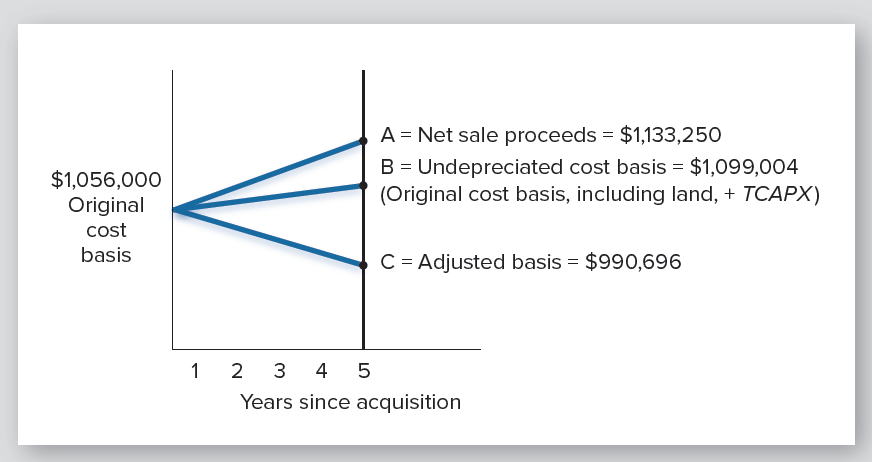 A = Net sale proceeds = $1,133,250
B = Undepreciated cost basis = $1,099,004
(Original cost basis, including land, + TCAPX)
$1,056,000
Original
cost
basis
C = Adjusted basis = $990,696
1 2 3 4 5
Years since acquisition